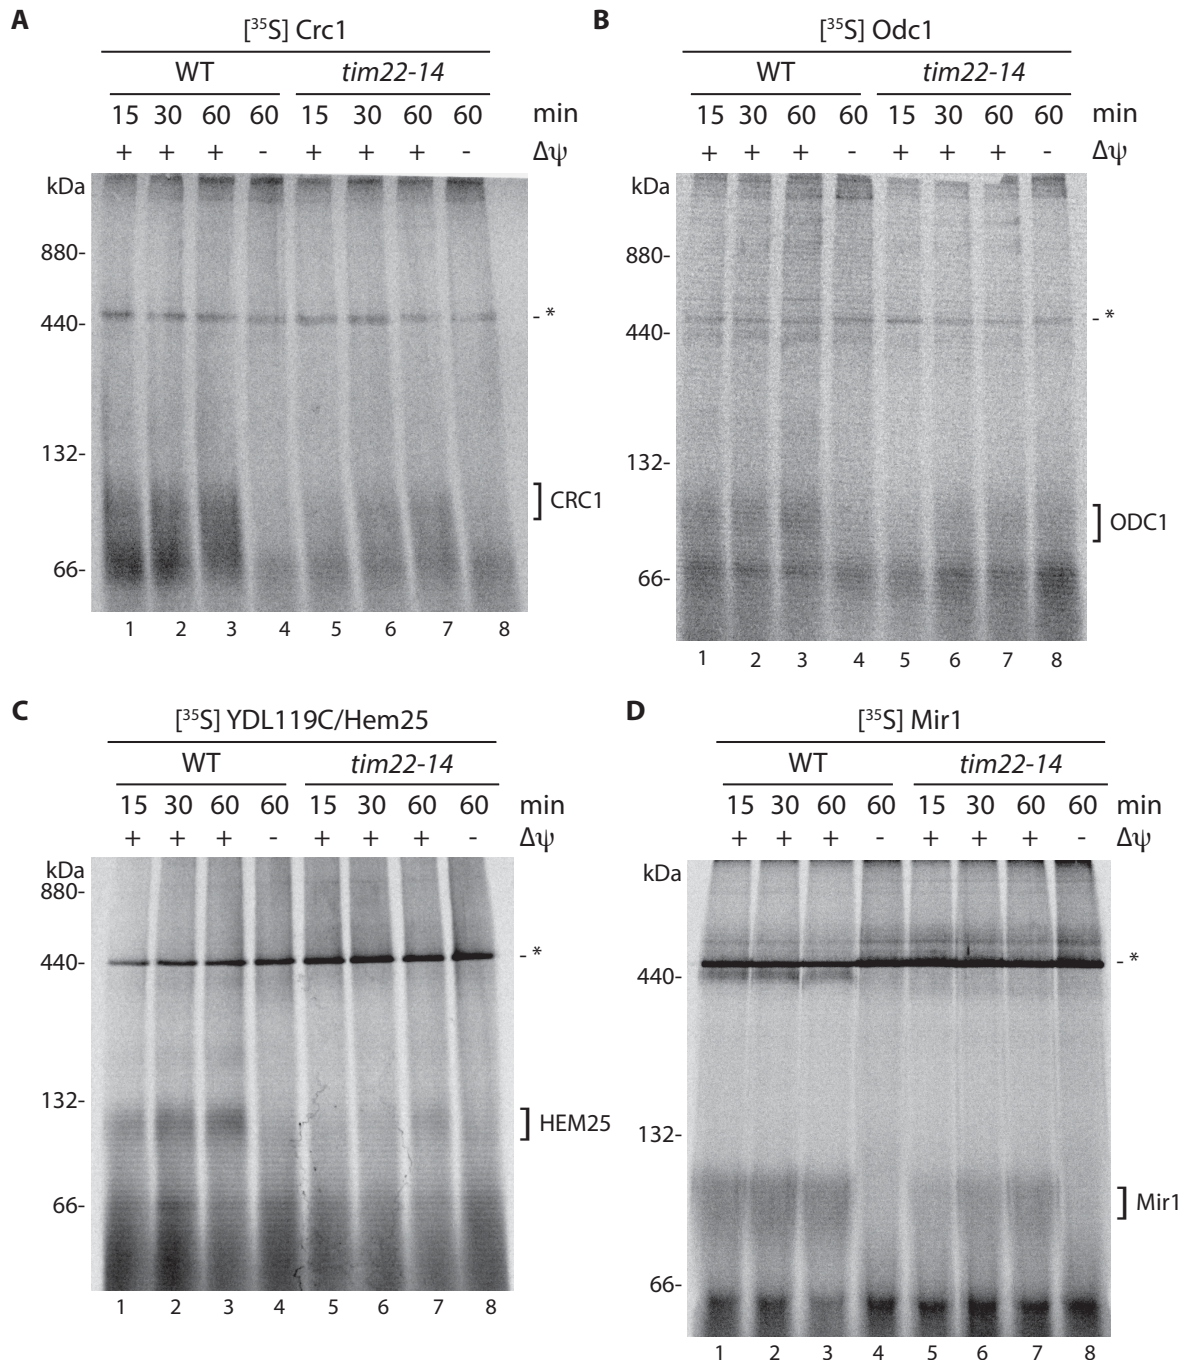 A
[35S] Crc1
WT tim22-14
15 30 60 60 15 30 60 60 min
+ + + - + + + - Δψ
kDa
880-
440-
132-
66-
- *
CRC1
1 2 3 4 5 6 7 8
B
[35S] Odc1
WT tim22-14
15 30 60 60 15 30 60 60 min
+ + + - + + + - Δψ
kDa
880-
440-
132-
66-
- *
ODC1
1 2 3 4 5 6 7 8
C
[35S] YDL119C/Hem25
WT tim22-14
15 30 60 60 15 30 60 60 min
+ + + - + + + - Δψ
kDa
880-
440-
132-
66-
- *
HEM25
1 2 3 4 5 6 7 8
D
[35S] Mir1
WT tim22-14
15 30 60 60 15 30 60 60 min
+ + + - + + + - Δψ
kDa
440-
132-
66-
- *
Mir1
1 2 3 4 5 6 7 8